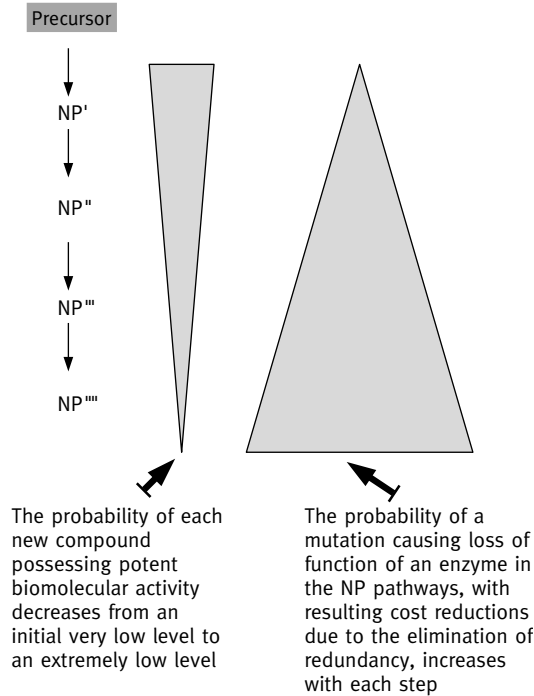 Precursor
NP'
NP"
NP"'
NP""
The probability of each
new compound
possessing potent
biomolecular activity
decreases from an
initial very low level to
an extremely low level
The probability of a
mutation causing loss of
function of an enzyme in
the NP pathways, with
resulting cost reductions
due to the elimination of
redundancy, increases
with each step